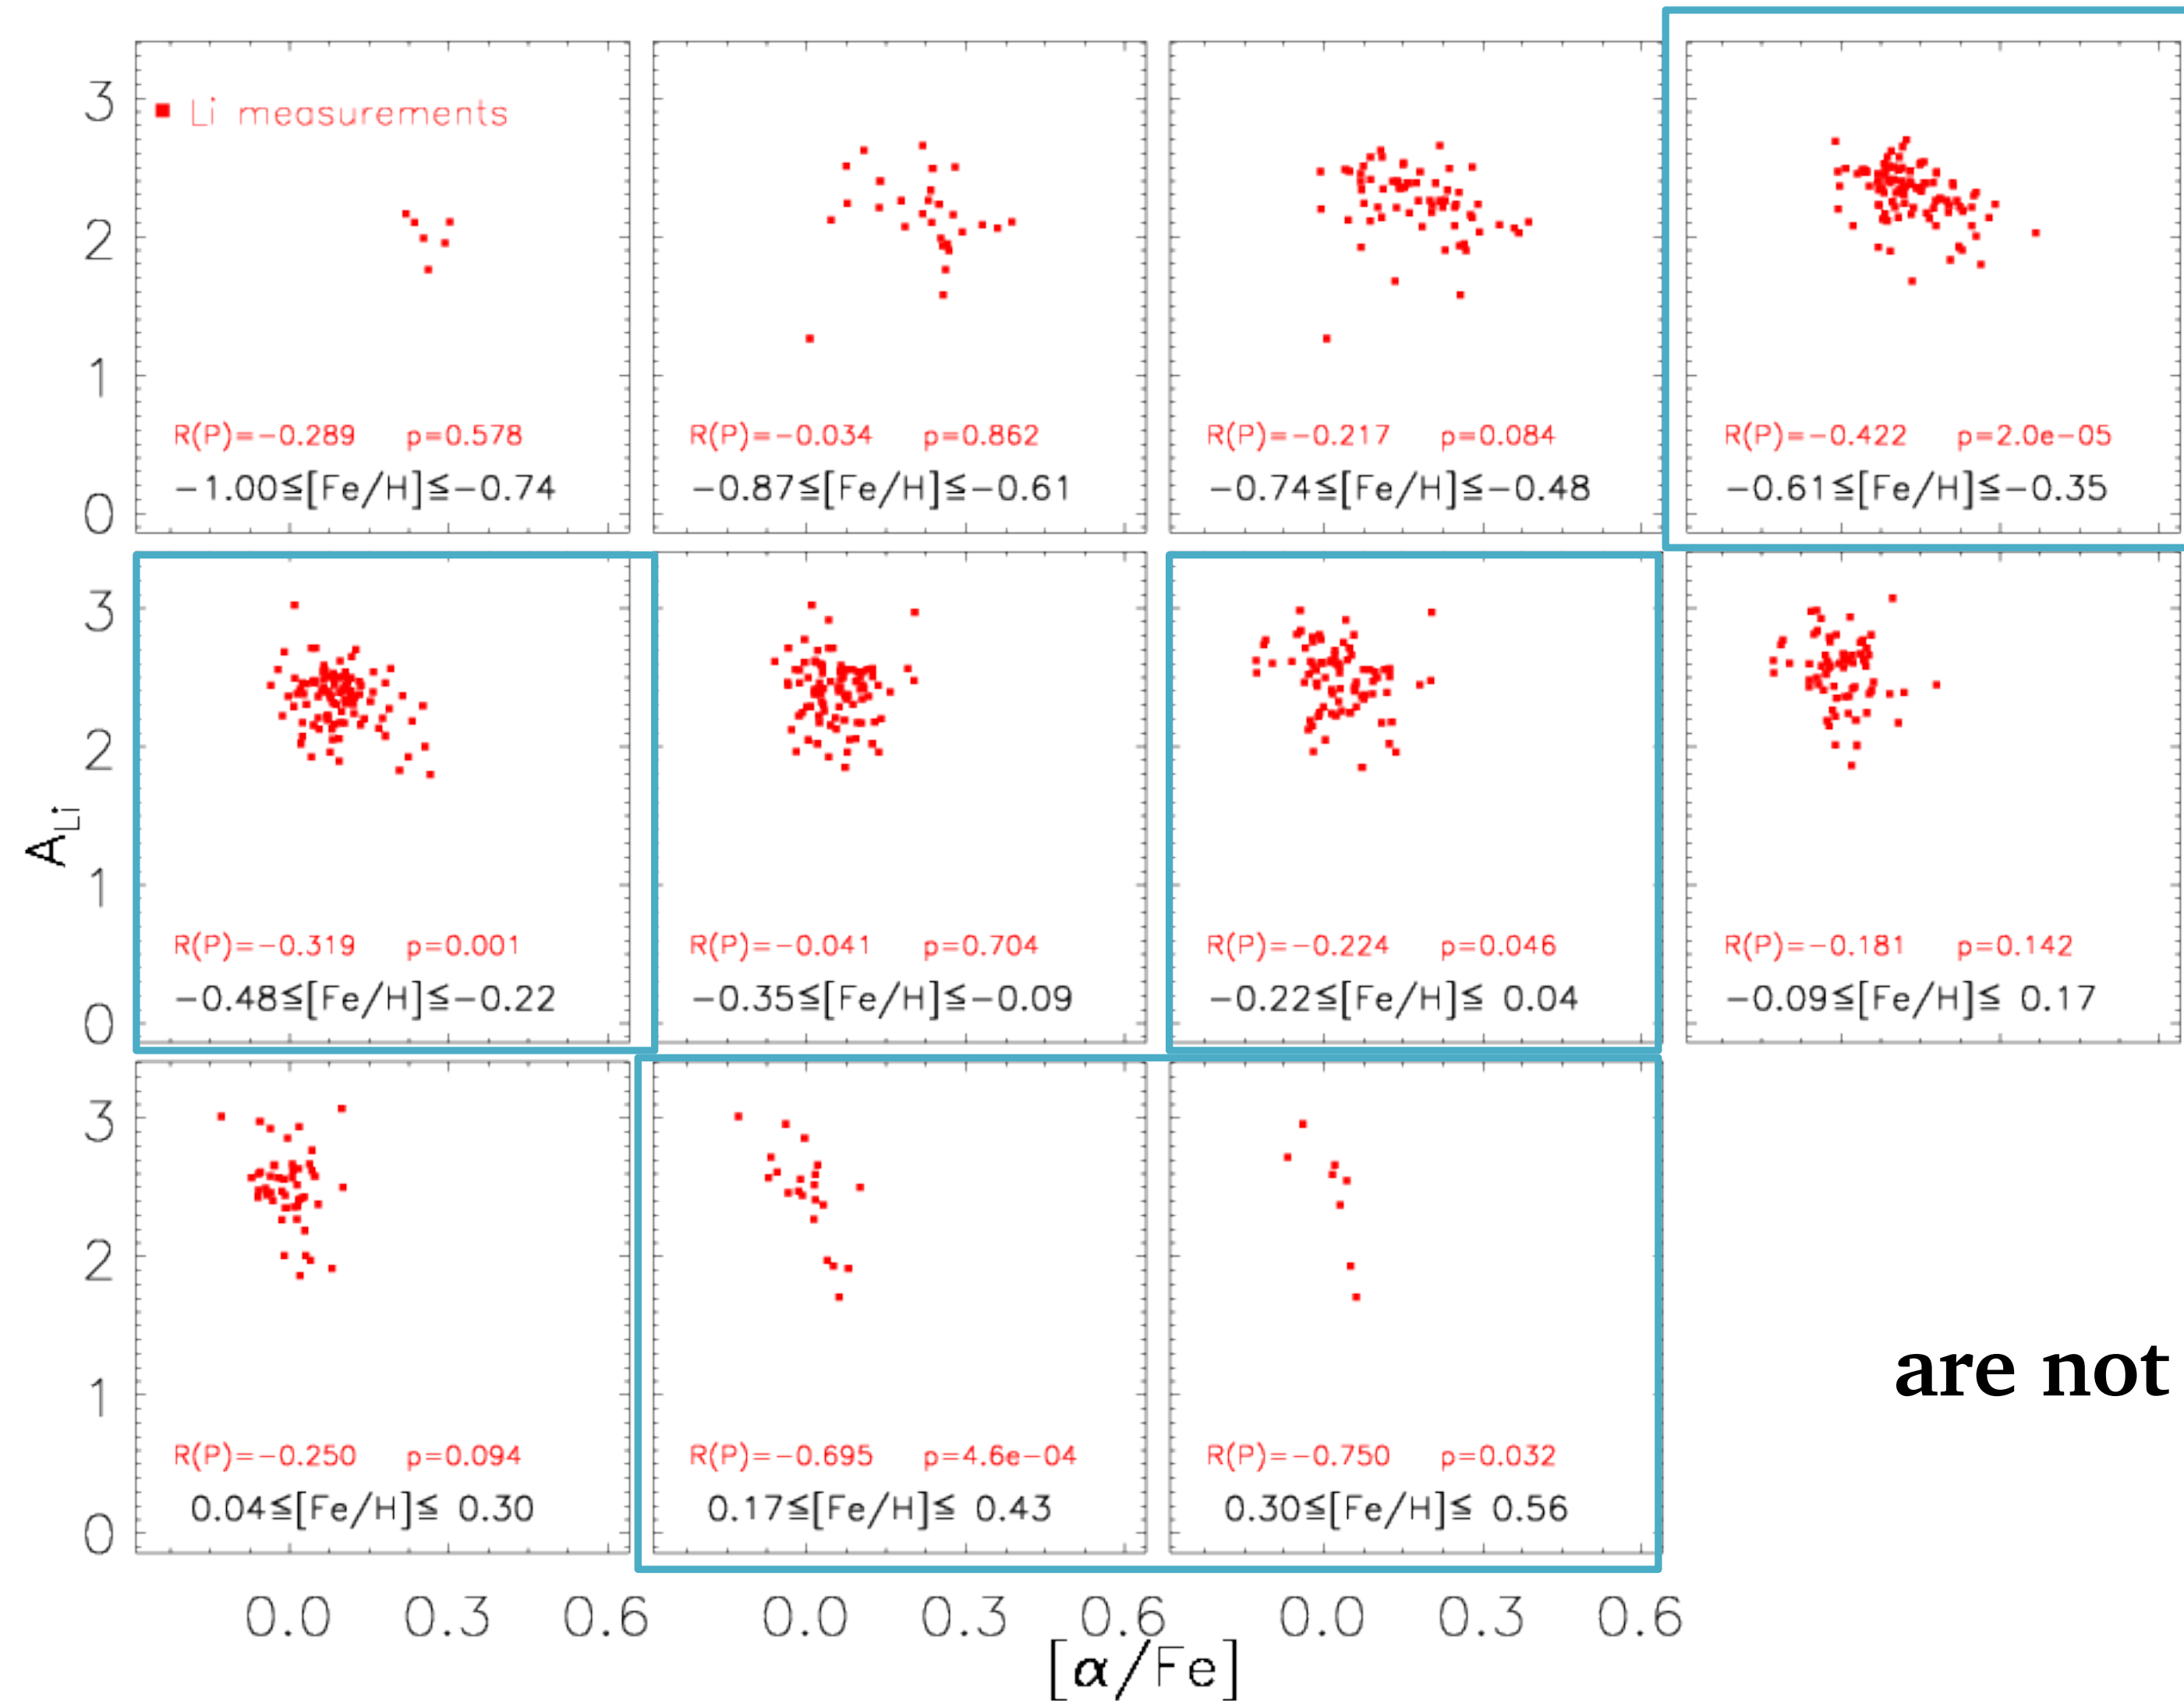 3
■ Li measurements
2
1
R(P)=−0.289 p=0.578
−1.00≤[Fe/H]≤−0.74
0
R(P)=−0.034 p=0.862
−0.87≤[Fe/H]≤−0.61
R(P)=−0.217 p=0.084
−0.74≤[Fe/H]≤−0.48
R(P)=−0.422 p=2.0e−05
−0.61≤[Fe/H]≤−0.35
3
2
1
R(P)=−0.319 p=0.001
−0.48≤[Fe/H]≤−0.22
0
R(P)=−0.041 p=0.704
−0.35≤[Fe/H]≤−0.09
R(P)=−0.224 p=0.046
−0.22≤[Fe/H]≤ 0.04
R(P)=−0.181 p=0.142
−0.09≤[Fe/H]≤ 0.17
A_Li
3
2
1
R(P)=−0.250 p=0.094
0.04≤[Fe/H]≤ 0.30
0
R(P)=−0.695 p=4.6e−04
0.17≤[Fe/H]≤ 0.43
R(P)=−0.750 p=0.032
0.30≤[Fe/H]≤ 0.56
are not
0.0 0.3 0.6 0.0 0.3 0.6 0.0 0.3 0.6
[α/Fe]